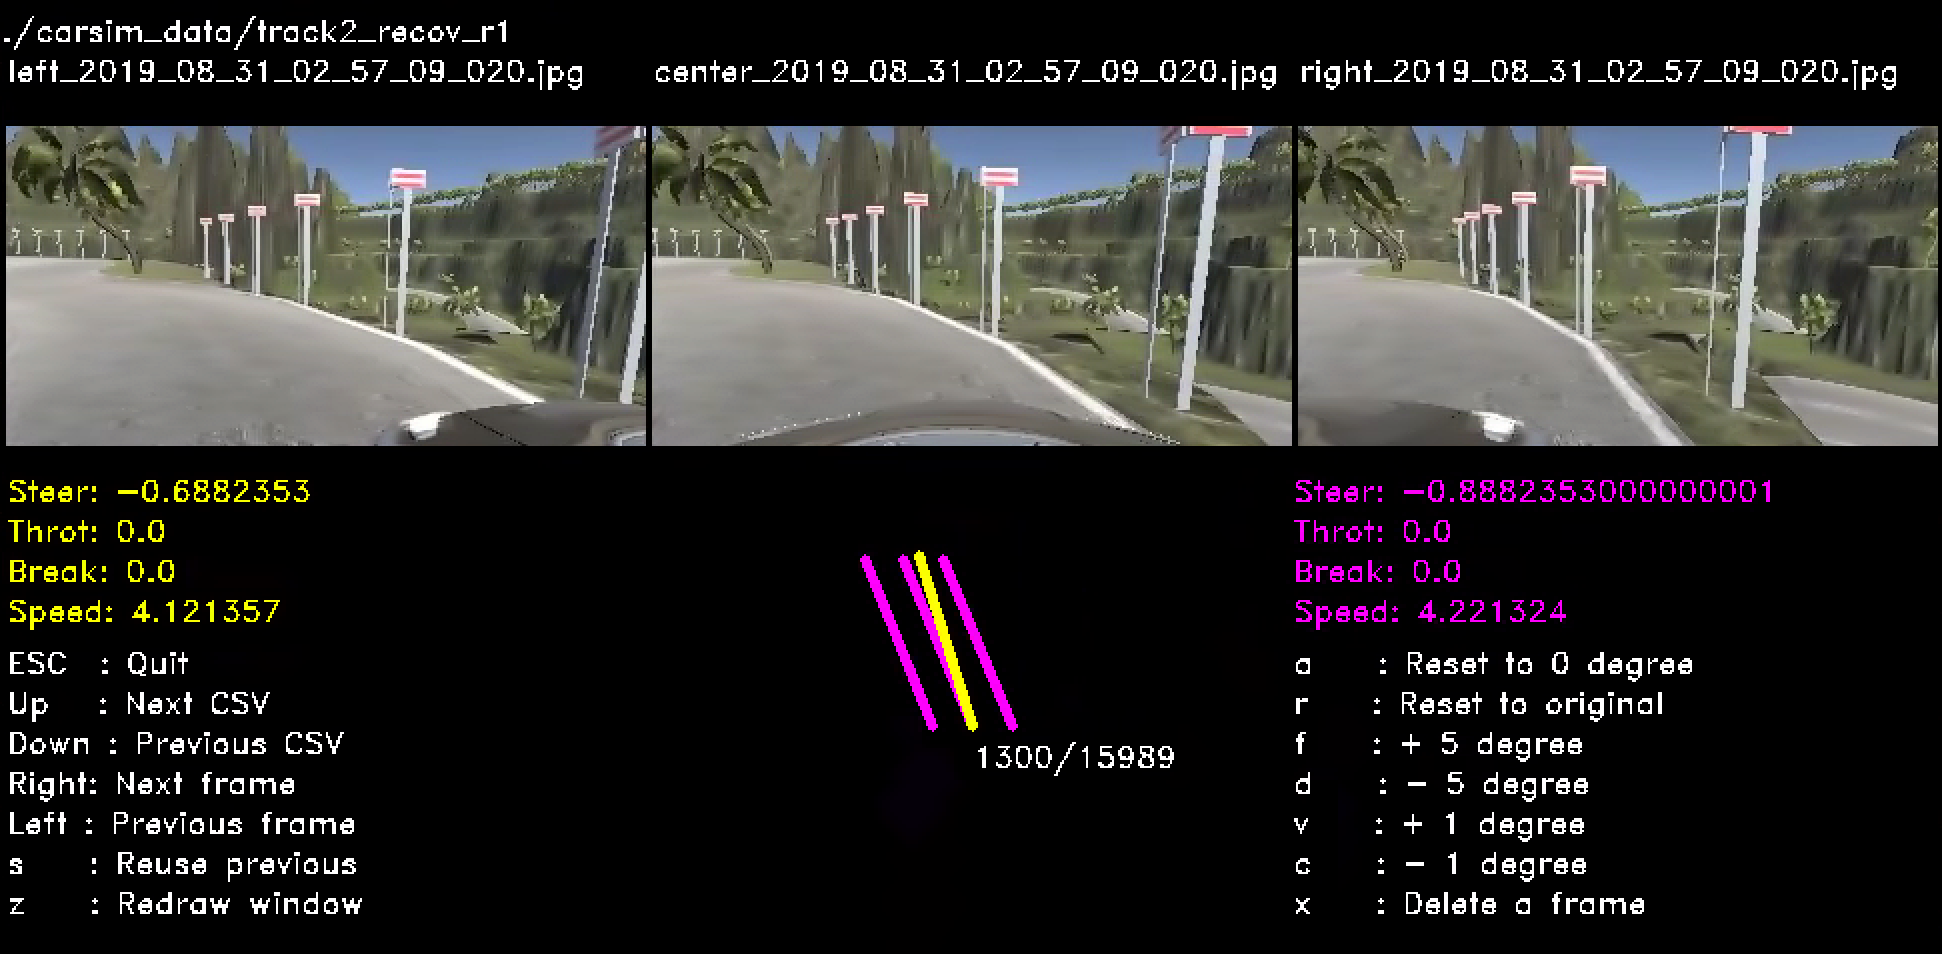 ./carsim_data/track2_recov_r1
left_2019_08_31_02_57_09_020.jpg center_2019_08_31_02_57_09_020.jpg right_2019_08_31_02_57_09_020.jpg
Steer: -0.6882353
Throt: 0.0
Break: 0.0
Speed: 4.121357
ESC : Quit
Up : Next CSV
Down : Previous CSV
Right: Next frame
Left : Previous frame
s : Reuse previous
z : Redraw window
1300/15989
Steer: -0.8882353000000001
Throt: 0.0
Break: 0.0
Speed: 4.221324
a : Reset to 0 degree
r : Reset to original
f : + 5 degree
d : - 5 degree
v : + 1 degree
c : - 1 degree
x : Delete a frame